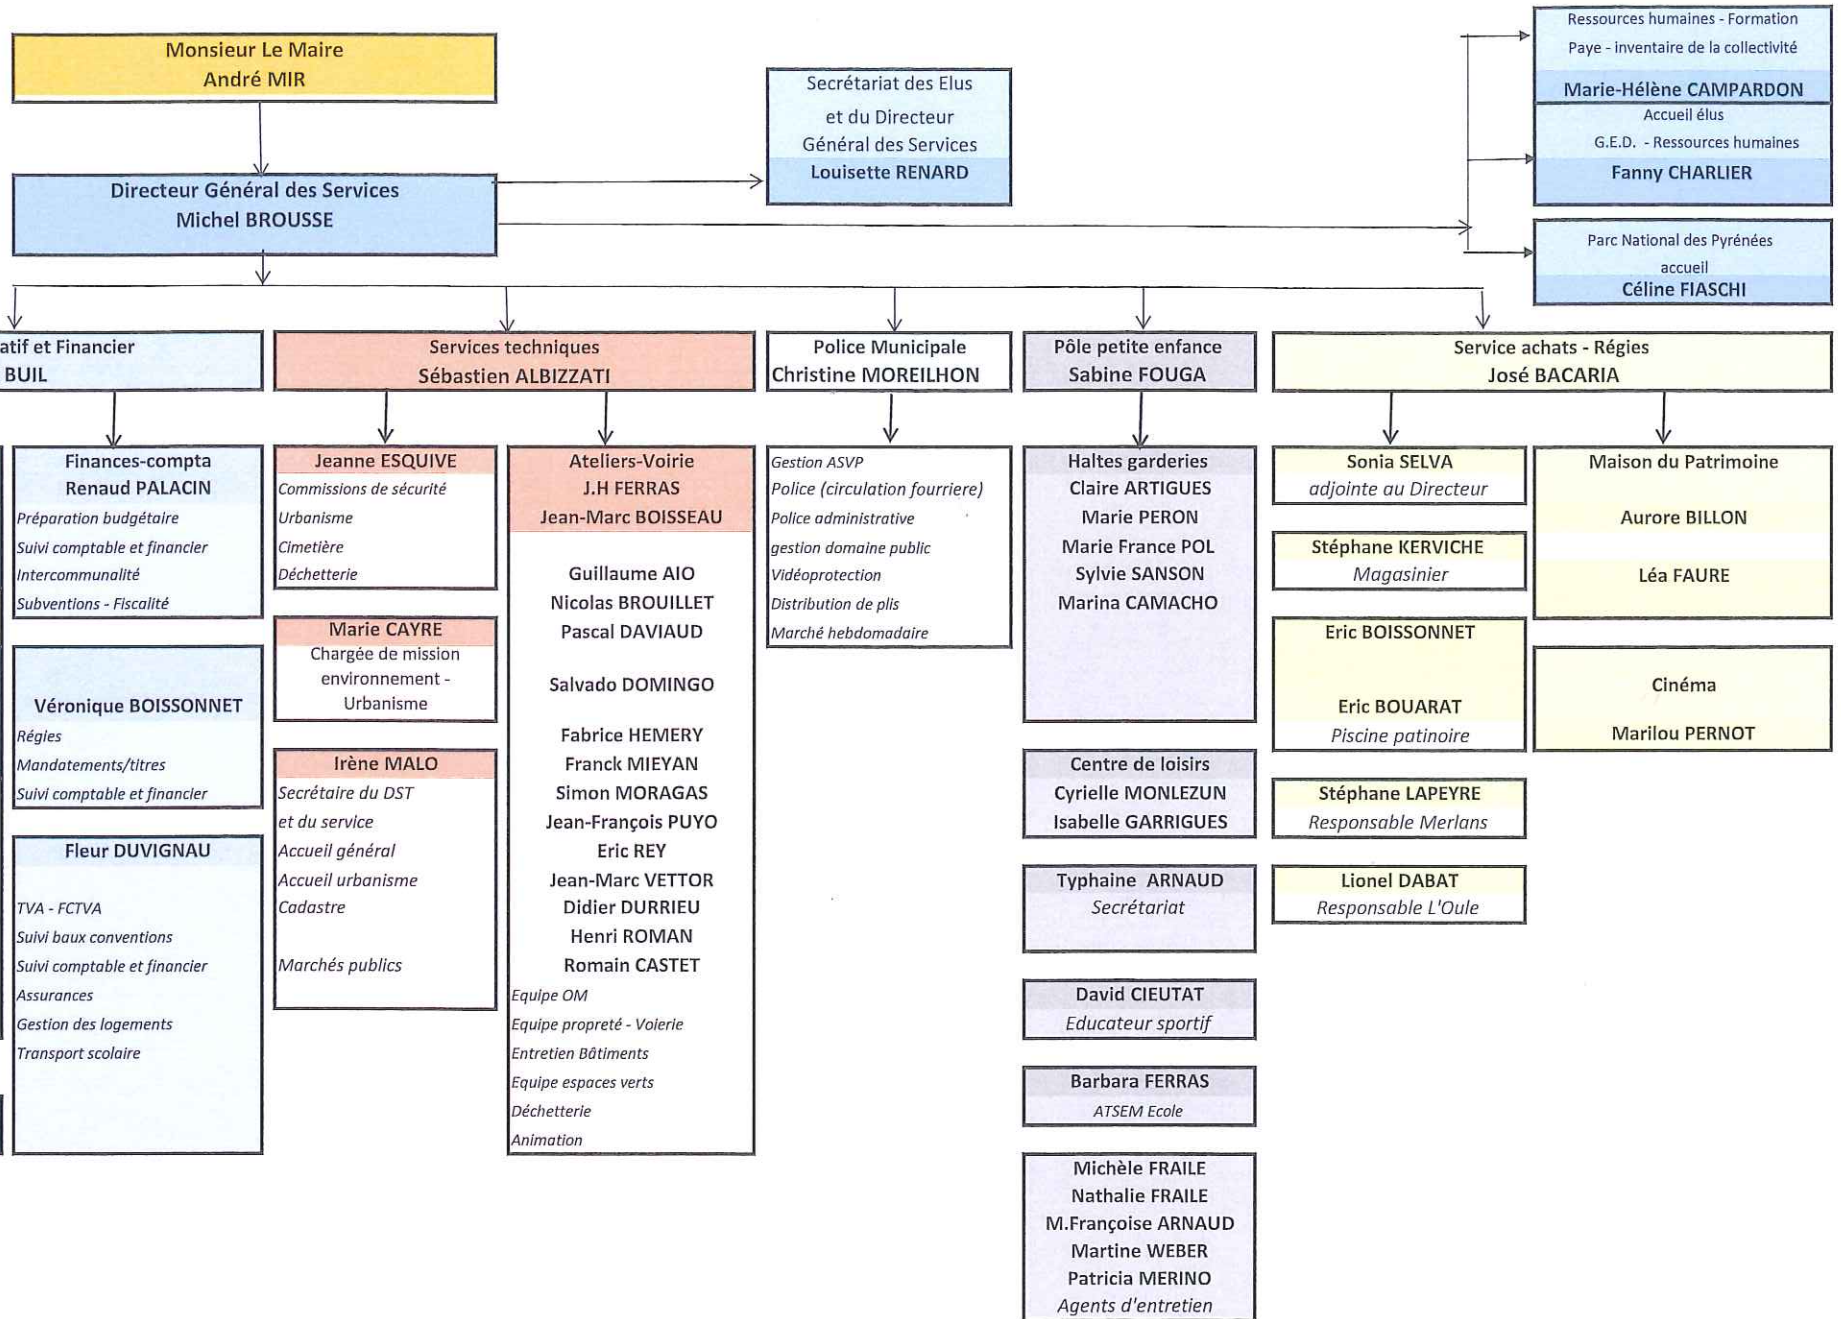 Monsieur Le Maire
André MIR
Directeur Général des Services
Michel BROUSSE
Secrétariat des Elus
et du Directeur
Général des Services
Louisette RENARD
Ressources humaines - Formation
Paye - inventaire de la collectivité
Marie-Hélène CAMPARDON
Accueil élus
G.E.D. - Ressources humaines
Fanny CHARLIER
Parc National des Pyrénées
accueil
Céline FIASCHI
atif et Financier
BUIL
Finances-compta
Renaud PALACIN
Préparation budgétaire
Suivi comptable et financier
Intercommunalité
Subventions - Fiscalité
Véronique BOISSONNET
Régies
Mandatements/titres
Suivi comptable et financier
Fleur DUVIGNAU
TVA - FCTVA
Suivi baux conventions
Suivi comptable et financier
Assurances
Gestion des logements
Transport scolaire
Services techniques
Sébastien ALBIZZATI
Jeanne ESQUIVE
Commissions de sécurité
Urbanisme
Cimetière
Déchetterie
Marie CAYRE
Chargée de mission
environnement -
Urbanisme
Irène MALO
Secrétaire du DST
et du service
Accueil général
Accueil urbanisme
Cadastre
Marchés publics
Ateliers-Voirie
J.H FERRAS
Jean-Marc BOISSEAU
Guillaume AIO
Nicolas BROUILLET
Pascal DAVIAUD
Salvado DOMINGO
Fabrice HEMERY
Franck MIEYAN
Simon MORAGAS
Jean-François PUYO
Eric REY
Jean-Marc VETTOR
Didier DURRIEU
Henri ROMAN
Romain CASTET
Equipe OM
Equipe propreté - Voierie
Entretien Bâtiments
Equipe espaces verts
Déchetterie
Animation
Police Municipale
Christine MOREILHON
Gestion ASVP
Police (circulation fourriere)
Police administrative
gestion domaine public
Vidéoprotection
Distribution de plis
Marché hebdomadaire
Pôle petite enfance
Sabine FOUGA
Haltes garderies
Claire ARTIGUES
Marie PERON
Marie France POL
Sylvie SANSON
Marina CAMACHO
Centre de loisirs
Cyrielle MONLEZUN
Isabelle GARRIGUES
Typhaine ARNAUD
Secrétariat
David CIEUTAT
Educateur sportif
Barbara FERRAS
ATSEM Ecole
Michèle FRAILE
Nathalie FRAILE
M.Françoise ARNAUD
Martine WEBER
Patricia MERINO
Agents d'entretien
Service achats - Régies
José BACARIA
Sonia SELVA
adjointe au Directeur
Stéphane KERVICHE
Magasinier
Eric BOISSONNET
Eric BOUARAT
Piscine patinoire
Stéphane LAPEYRE
Responsable Merlans
Lionel DABAT
Responsable L'Oule
Maison du Patrimoine
Aurore BILLON
Léa FAURE
Cinéma
Marilou PERNOT